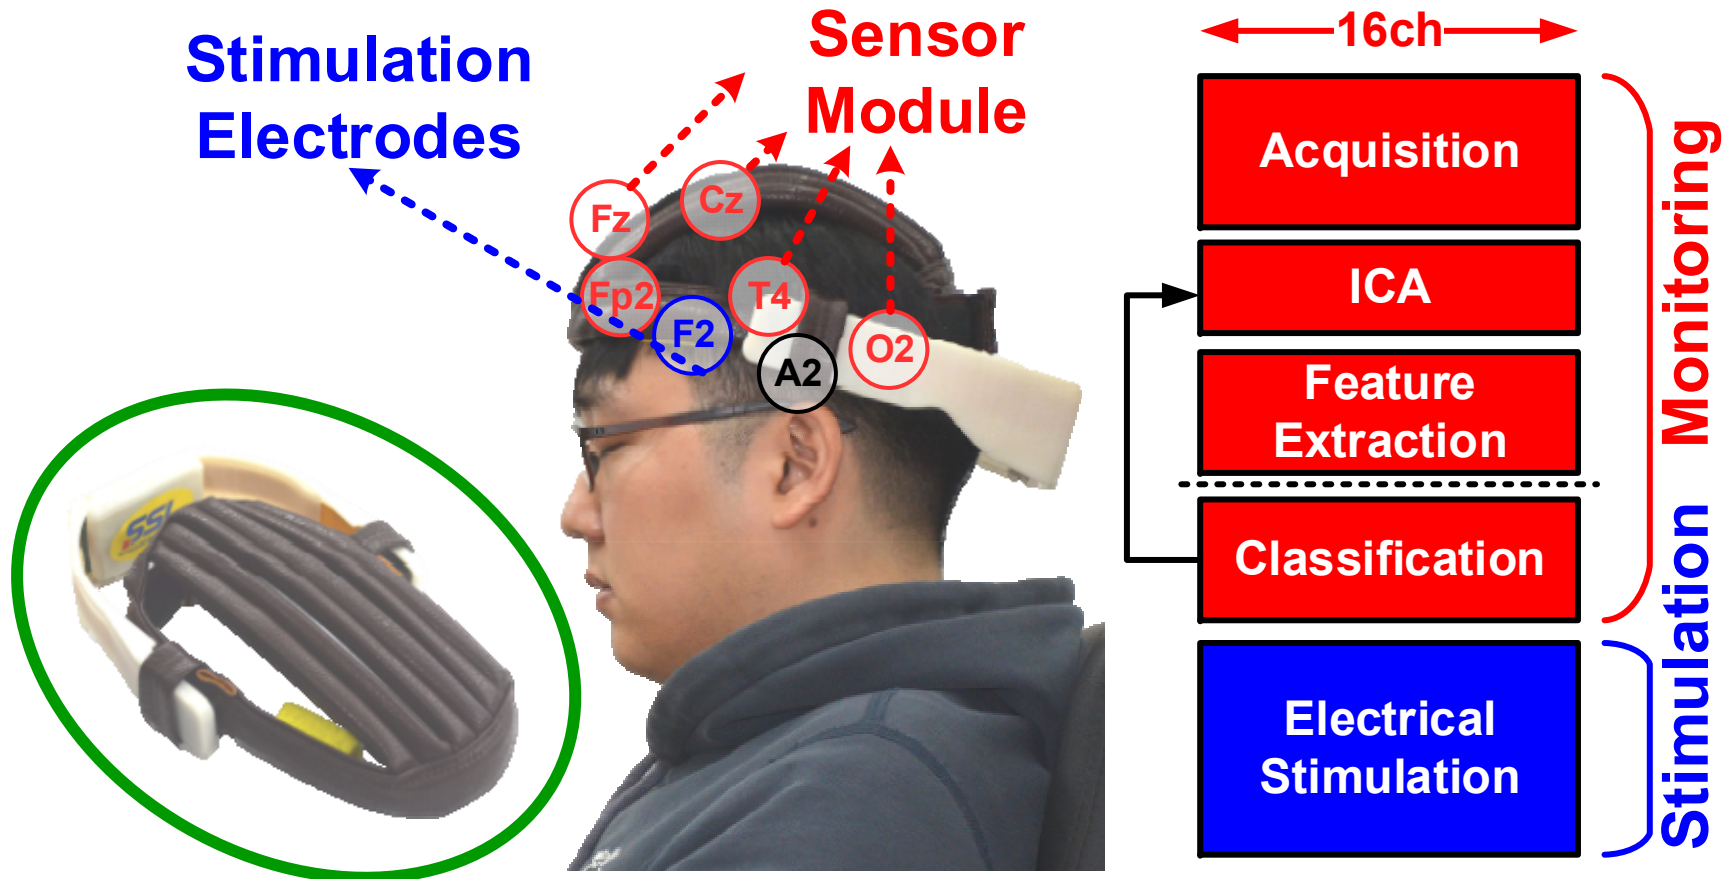 Stimulation
Electrodes
Sensor
Module
Fz
Cz
Fp2
T4
F2
A2
O2
SSL
16ch
Acquisition
ICA
Feature
Extraction
Classification
Electrical
Stimulation
Monitoring
Stimulation